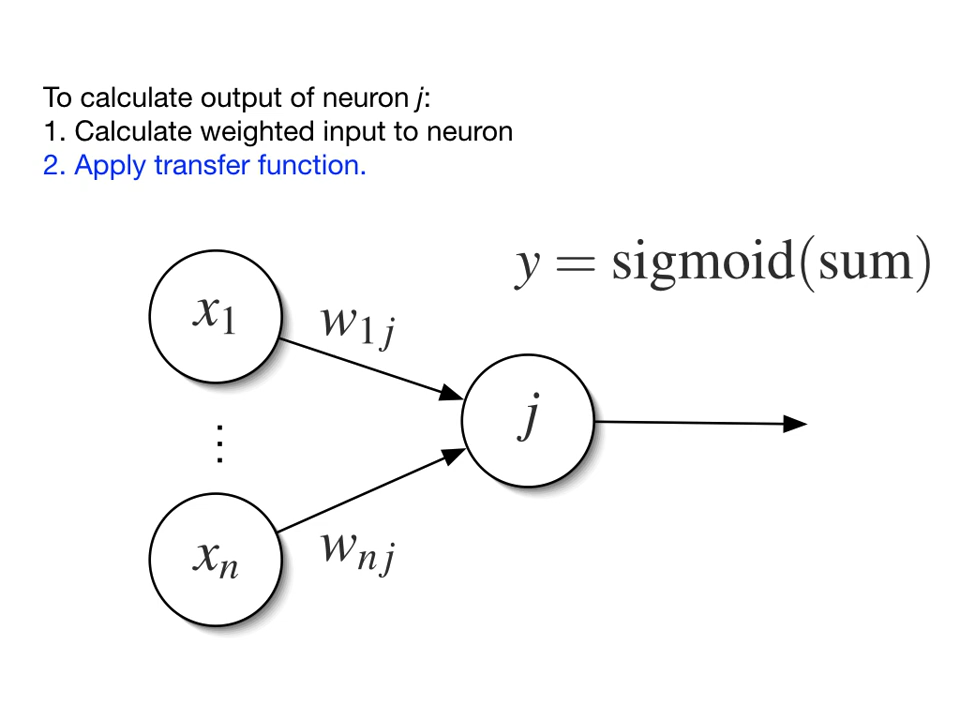 To calculate output of neuron j:
1. Calculate weighted input to neuron
2. Apply transfer function.
y = sigmoid(sum)
x₁
w₁ⱼ
j
⋮
xₙ
wₙⱼ